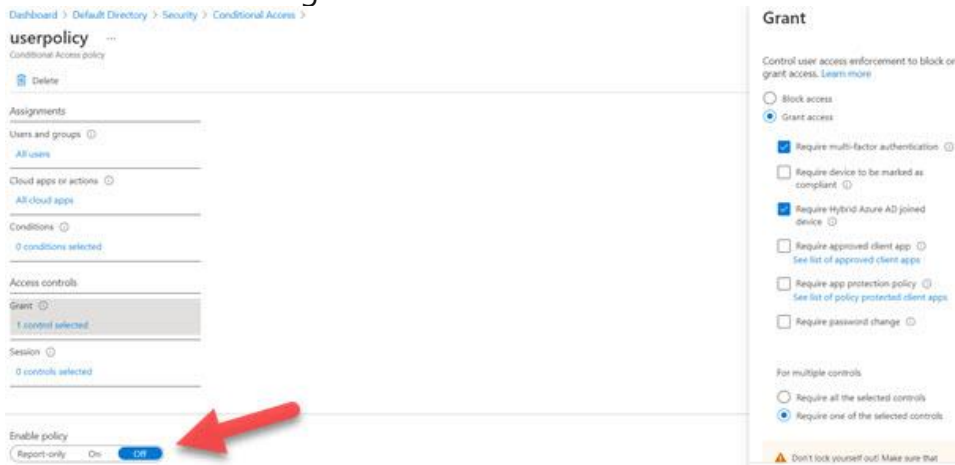 Dashboard > Default Directory > Security > Conditional Access >
userpolicy ...
Conditional Access policy
Delete
Assignments
Users and groups
All users
Cloud apps or actions
All cloud apps
Conditions
0 conditions selected
Access controls
Grant
1 control selected
Session
0 controls selected
Enable policy
Report-only On Off
Grant
Control user access enforcement to block or
grant access. Learn more
Block access
Grant access
Require multi-factor authentication
Require device to be marked as
compliant
Require Hybrid Azure AD joined
device
Require approved client app
See list of approved client apps
Require app protection policy
See list of policy protected client apps
Require password change
For multiple controls
Require all the selected controls
Require one of the selected controls
Don't lock yourself out! Make sure that